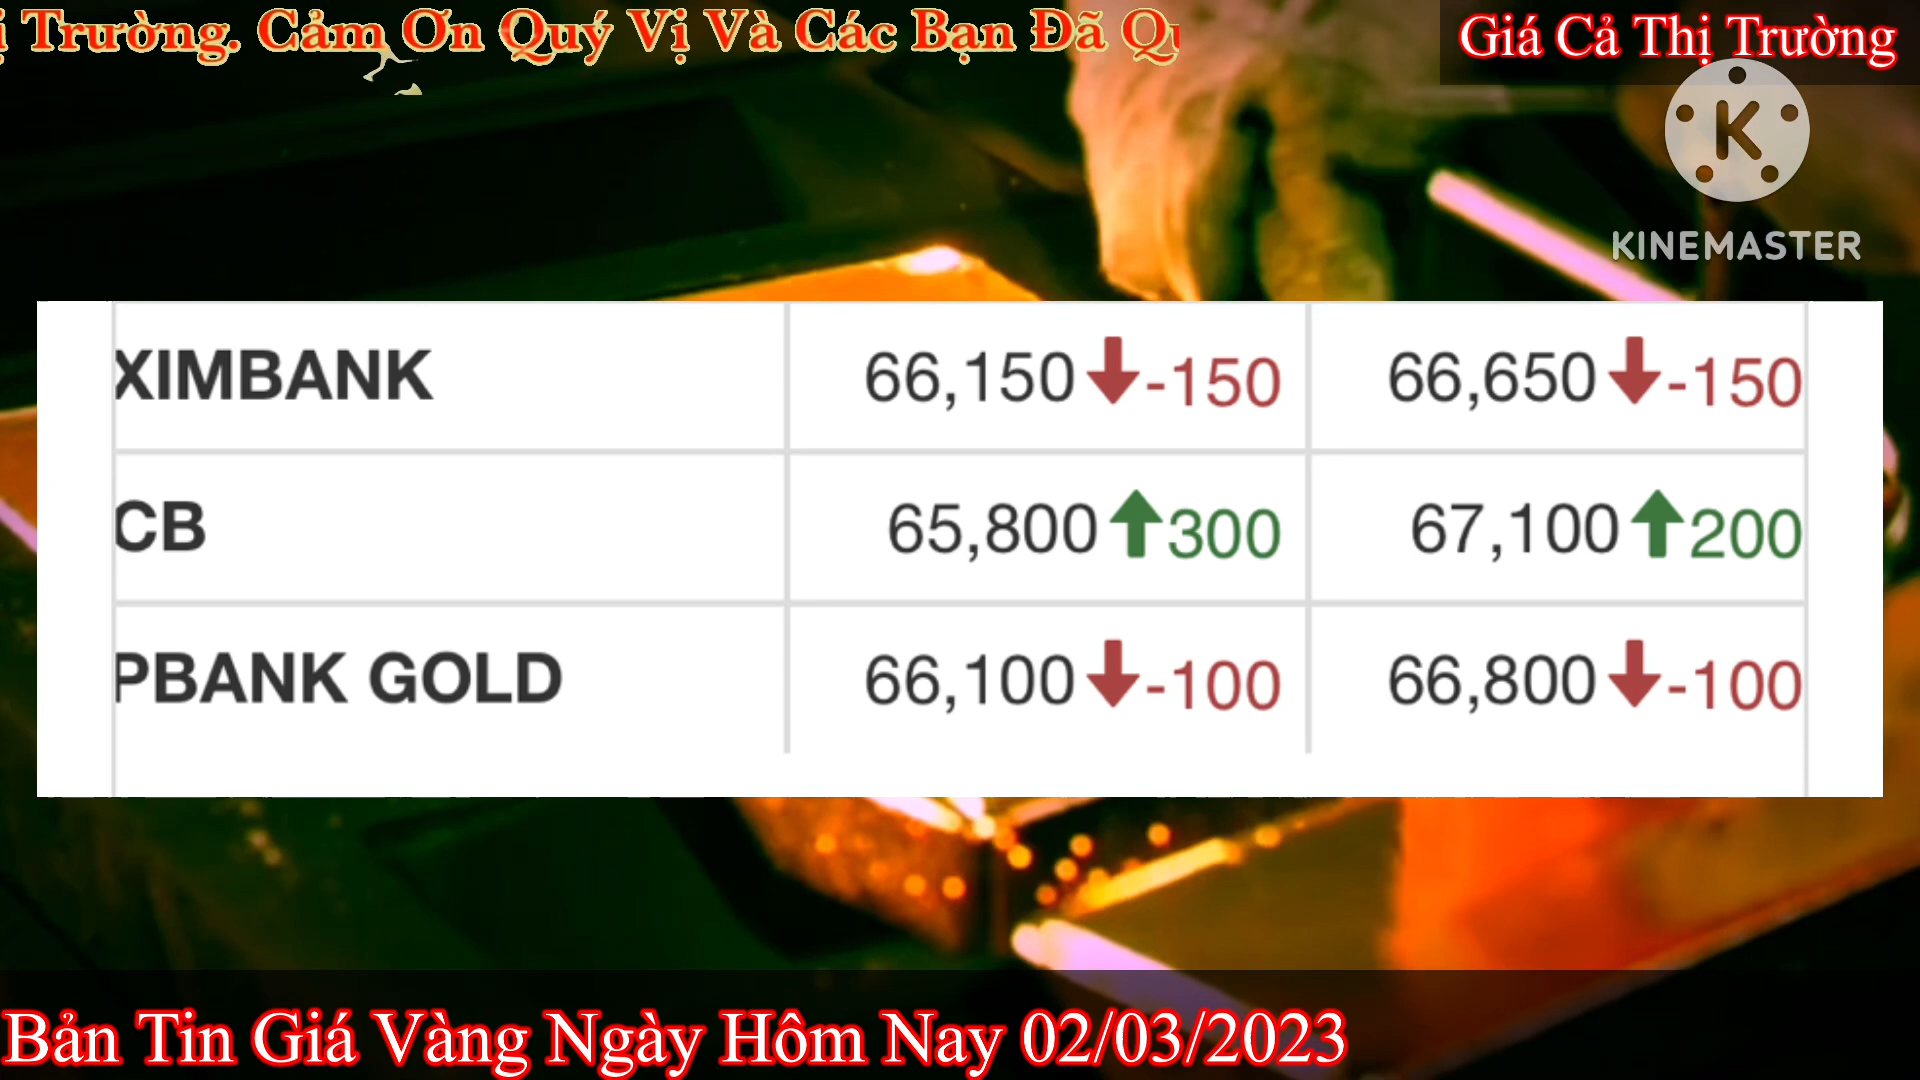 Trường. Cảm Ơn Quý Vị Và Các Bạn Đã
Giá Cả Thị Trường
K
KINEMASTER
XIMBANK 66,150 -150 66,650 -150
CB 65,800 300 67,100 200
PBANK GOLD 66,100 -100 66,800 -100
Bản Tin Giá Vàng Ngày Hôm Nay 02/03/2023